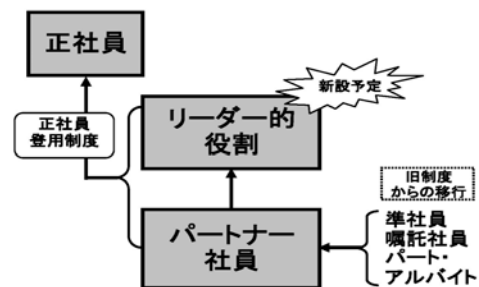 正社員
新設予定
リーダー的
役割
正社員
登用制度
旧制度
からの移行
パートナー
社員
準社員
嘱託社員
パート・
アルバイト